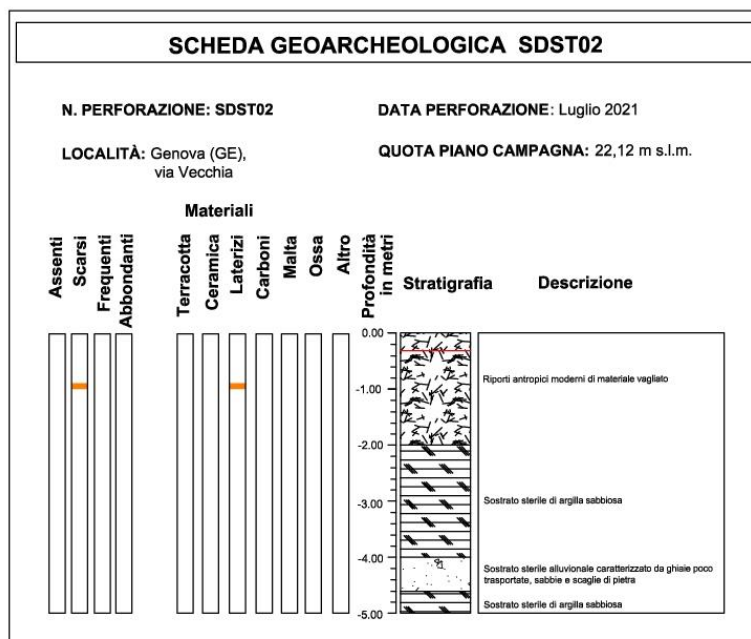 SCHEDA GEOARCHEOLOGICA SDST02
N. PERFORAZIONE: SDST02
DATA PERFORAZIONE: Luglio 2021
LOCALITÀ: Genova (GE),
via Vecchia
QUOTA PIANO CAMPAGNA: 22,12 m s.l.m.
Materiali
Assenti
Scarsi
Frequenti
Abbondanti
Terracotta
Ceramica
Laterizi
Carboni
Malta
Ossa
Altro
Profondità
in metri
Stratigrafia
Descrizione
0.00
-1.00
-2.00
-3.00
-4.00
-5.00
Riporti antropici moderni di materiale vagliato
Sostrato sterile di argilla sabbiosa
Sostrato sterile alluvionale caratterizzato da ghiaie poco
trasportate, sabbie e scaglie di pietra
Sostrato sterile di argilla sabbiosa